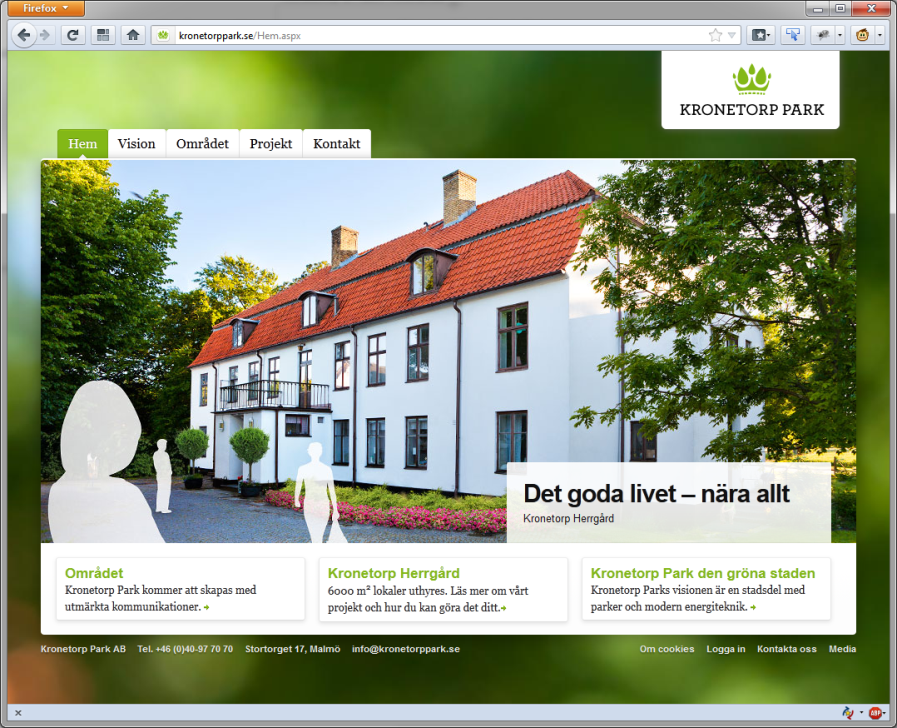 Firefox
kronetorppark.se/Hem.aspx
KRONETORP PARK
Hem Vision Området Projekt Kontakt
Det goda livet – nära allt
Kronetorp Herrgård
Området
Kronetorp Park kommer att skapas med
utmärkta kommunikationer.
Kronetorp Herrgård
6000 m² lokaler uthyres. Läs mer om vårt
projekt och hur du kan göra det ditt.
Kronetorp Park den gröna staden
Kronetorp Parks visionen är en stadsdel med
parker och modern energiteknik.
Kronetorp Park AB Tel. +46 (0)40-97 70 70 Stortorget 17, Malmö info@kronetorppark.se
Om cookies Logga in Kontakta oss Media
ABP